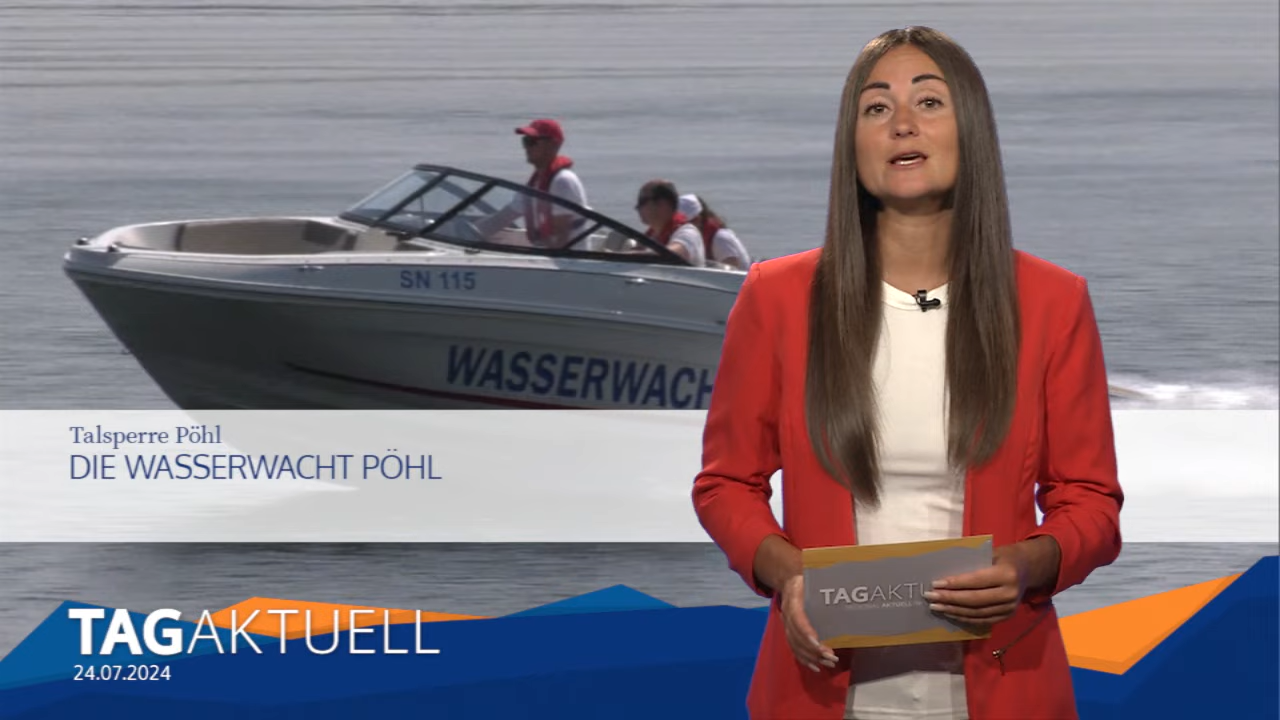 SN 115
WASSERWACH
Talsperre Pöhl
DIE WASSERWACHT PÖHL
TAGAKTUELL
24.07.2024
TAGAKTU